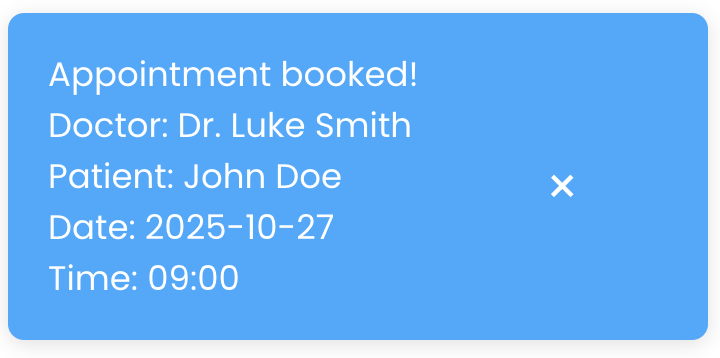 Appointment booked!
Doctor: Dr. Luke Smith
Patient: John Doe
Date: 2025-10-27
Time: 09:00